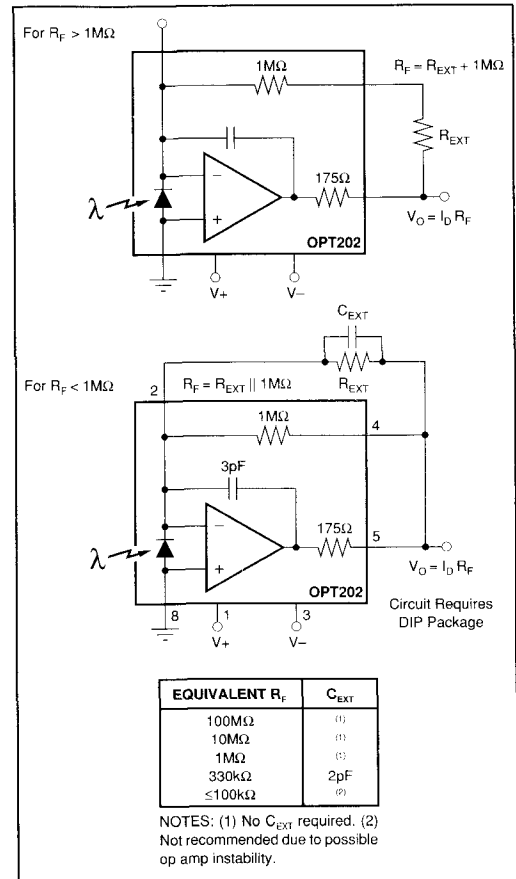 For R_F > 1MΩ
1MΩ
R_F = R_EXT + 1MΩ
R_EXT
175Ω
λ
−
+
OPT202
V_O = I_D R_F
V+
V−
C_EXT
R_EXT
For R_F < 1MΩ
2
R_F = R_EXT || 1MΩ
1MΩ
4
3pF
175Ω
5
λ
−
+
OPT202
V_O = I_D R_F
8
1
3
V+
V−
Circuit Requires
DIP Package
EQUIVALENT R_F C_EXT
100MΩ (1)
10MΩ (1)
1MΩ (1)
330kΩ 2pF
≤100kΩ (2)
NOTES: (1) No C_EXT required. (2)
Not recommended due to possible
op amp instability.